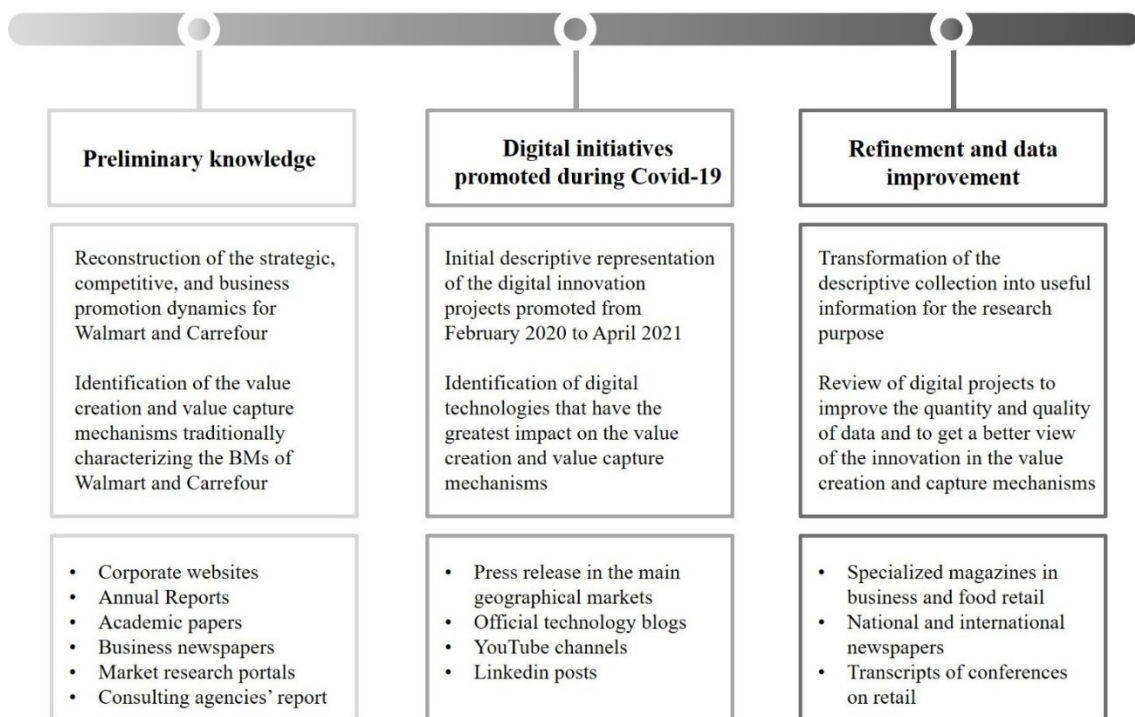 Preliminary knowledge
Reconstruction of the strategic,
competitive, and business
promotion dynamics for
Walmart and Carrefour
Identification of the value
creation and value capture
mechanisms traditionally
characterizing the BMs of
Walmart and Carrefour
• Corporate websites
• Annual Reports
• Academic papers
• Business newspapers
• Market research portals
• Consulting agencies’ report
Digital initiatives
promoted during Covid-19
Initial descriptive representation
of the digital innovation
projects promoted from
February 2020 to April 2021
Identification of digital
technologies that have the
greatest impact on the value
creation and value capture
mechanisms
• Press release in the main
geographical markets
• Official technology blogs
• YouTube channels
• Linkedin posts
Refinement and data
improvement
Transformation of the
descriptive collection into useful
information for the research
purpose
Review of digital projects to
improve the quantity and quality
of data and to get a better view
of the innovation in the value
creation and capture mechanisms
• Specialized magazines in
business and food retail
• National and international
newspapers
• Transcripts of conferences
on retail